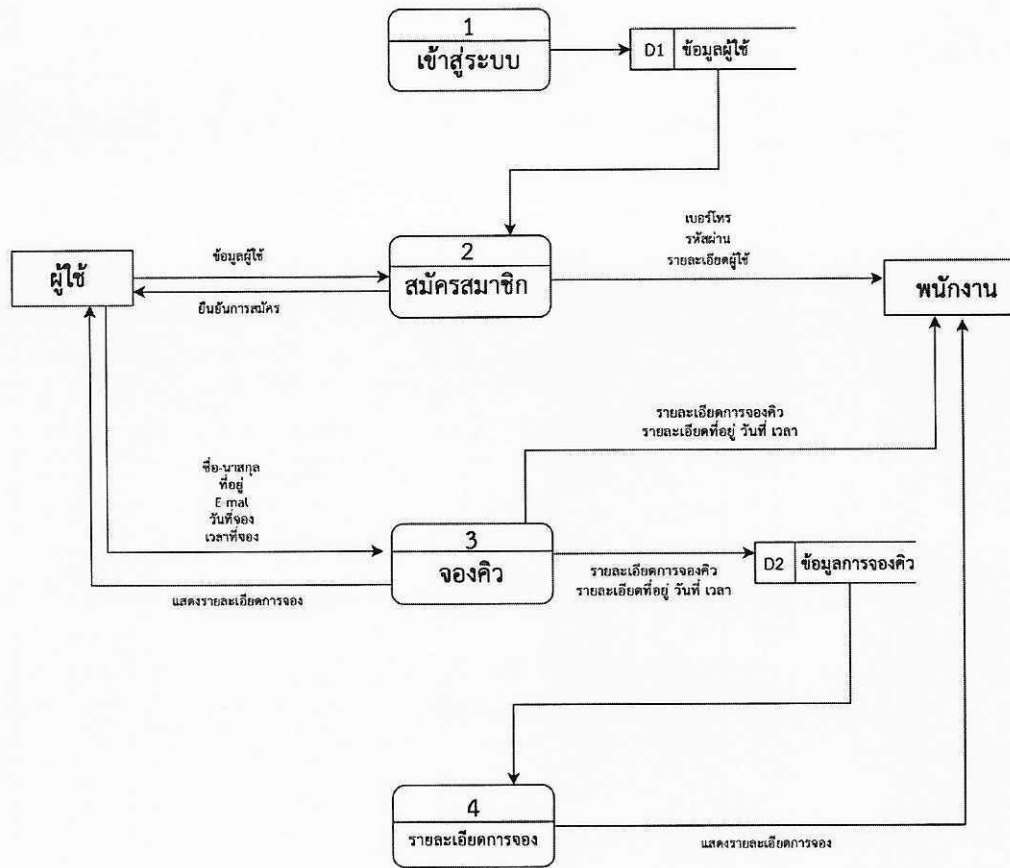 1
เข้าสู่ระบบ
D1 ข้อมูลผู้ใช้
เบอร์โทร
รหัสผ่าน
รายละเอียดผู้ใช้
ผู้ใช้
ข้อมูลผู้ใช้
ยืนยันการสมัคร
2
สมัครสมาชิก
พนักงาน
รายละเอียดการจองคิว
รายละเอียดที่อยู่ วันที่ เวลา
ชื่อ-นาสกุล
ที่อยู่
E mal
วันที่จอง
เวลาที่จอง
3
จองคิว
แสดงรายละเอียดการจอง
รายละเอียดการจองคิว
รายละเอียดที่อยู่ วันที่ เวลา
D2 ข้อมูลการจองคิว
4
รายละเอียดการจอง
แสดงรายละเอียดการจอง